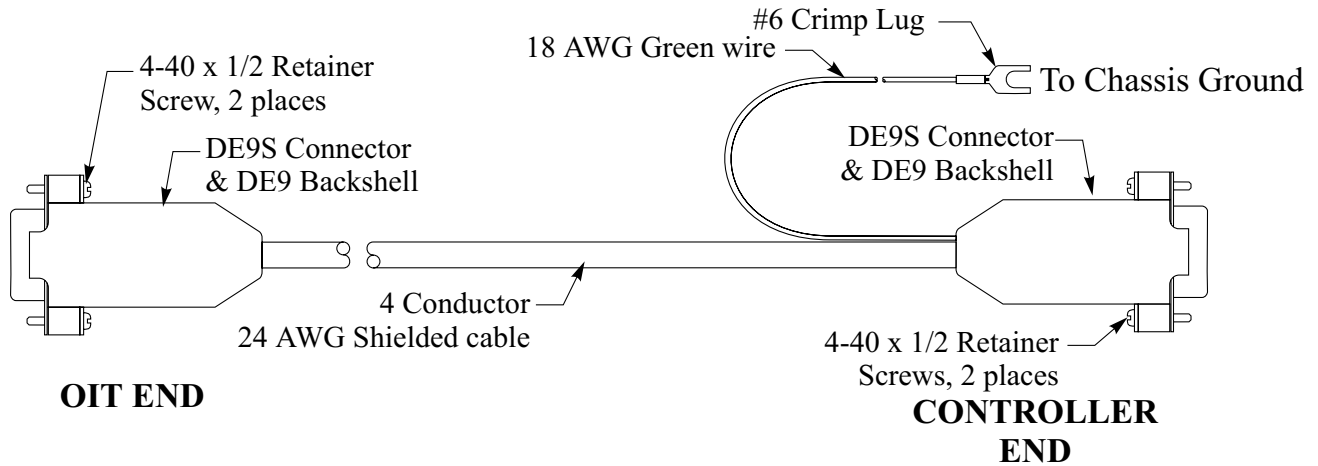 #6 Crimp Lug
18 AWG Green wire
4-40 x 1/2 Retainer
Screw, 2 places
To Chassis Ground
DE9S Connector
& DE9 Backshell
DE9S Connector
& DE9 Backshell
4 Conductor
24 AWG Shielded cable
4-40 x 1/2 Retainer
Screws, 2 places
OIT END
CONTROLLER
END